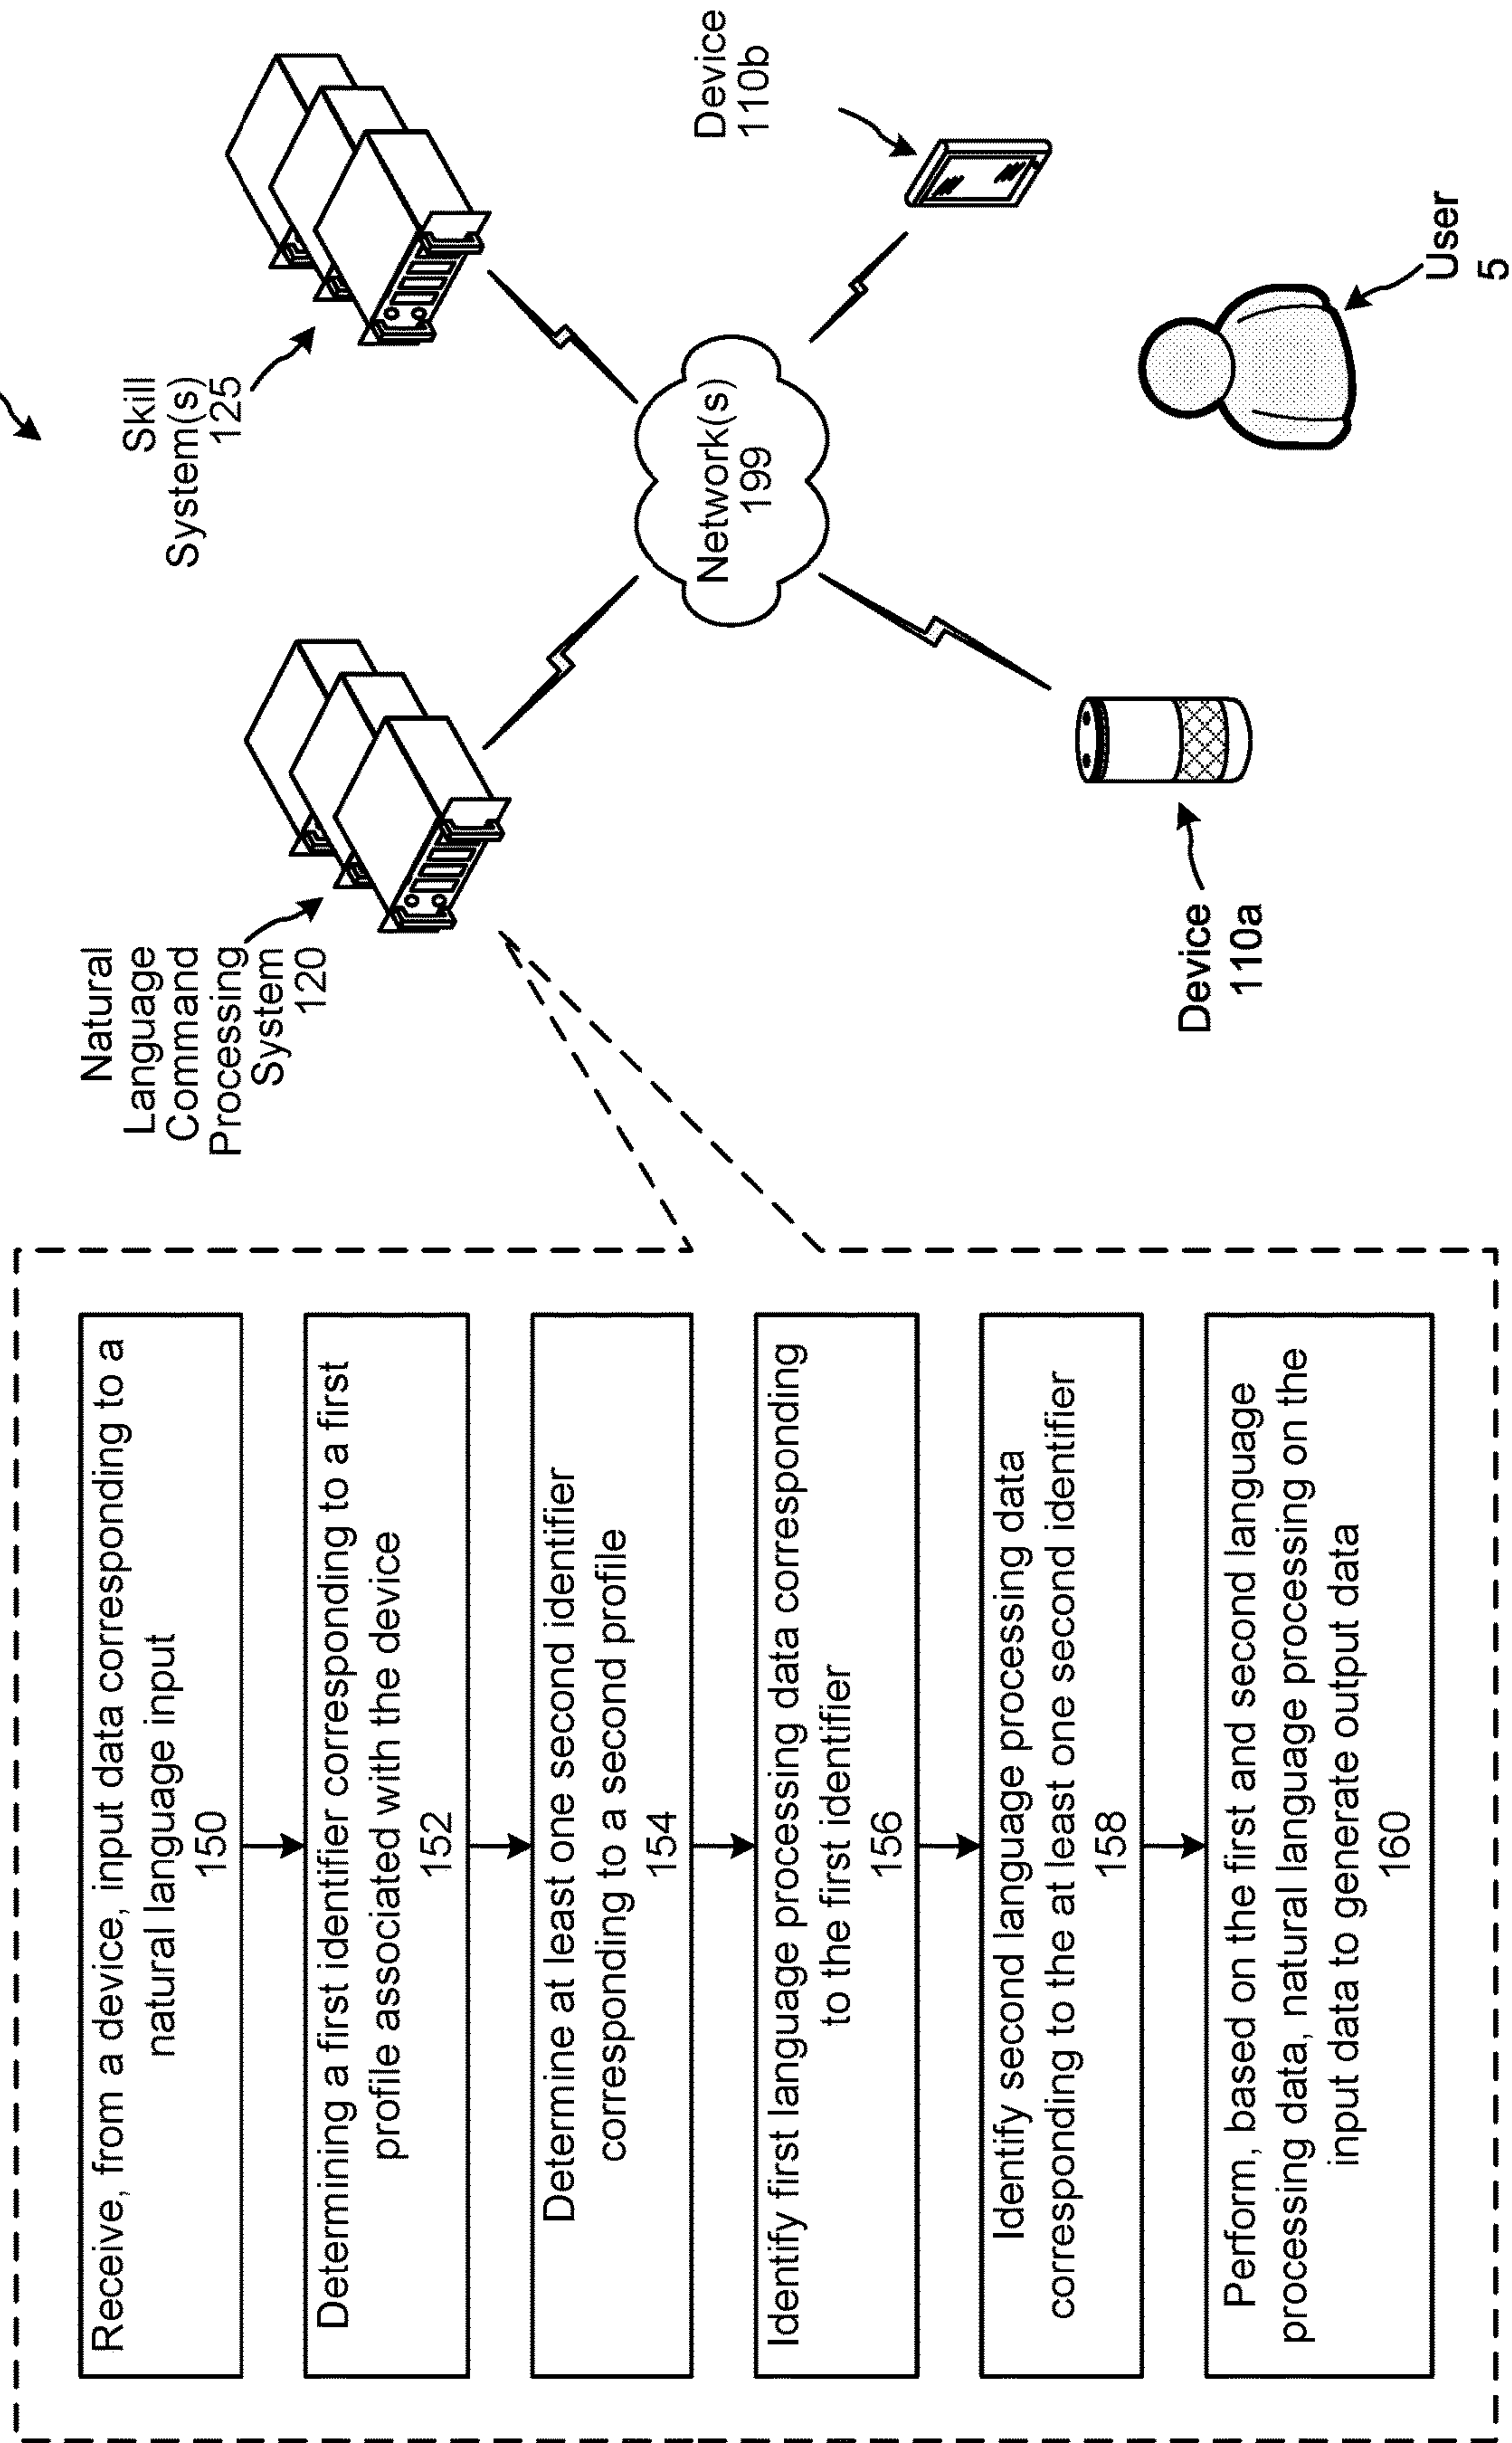 Receive, from a device, input data corresponding to a
natural language input
150
Determining a first identifier corresponding to a first
profile associated with the device
152
Determine at least one second identifier
corresponding to a second profile
154
Identify first language processing data corresponding
to the first identifier
156
Identify second language processing data
corresponding to the at least one second identifier
158
Perform, based on the first and second language
processing data, natural language processing on the
input data to generate output data
160
Natural
Language
Command
Processing
System
120
Skill
System(s)
125
Network(s)
199
Device
110b
Device
110a
User
5